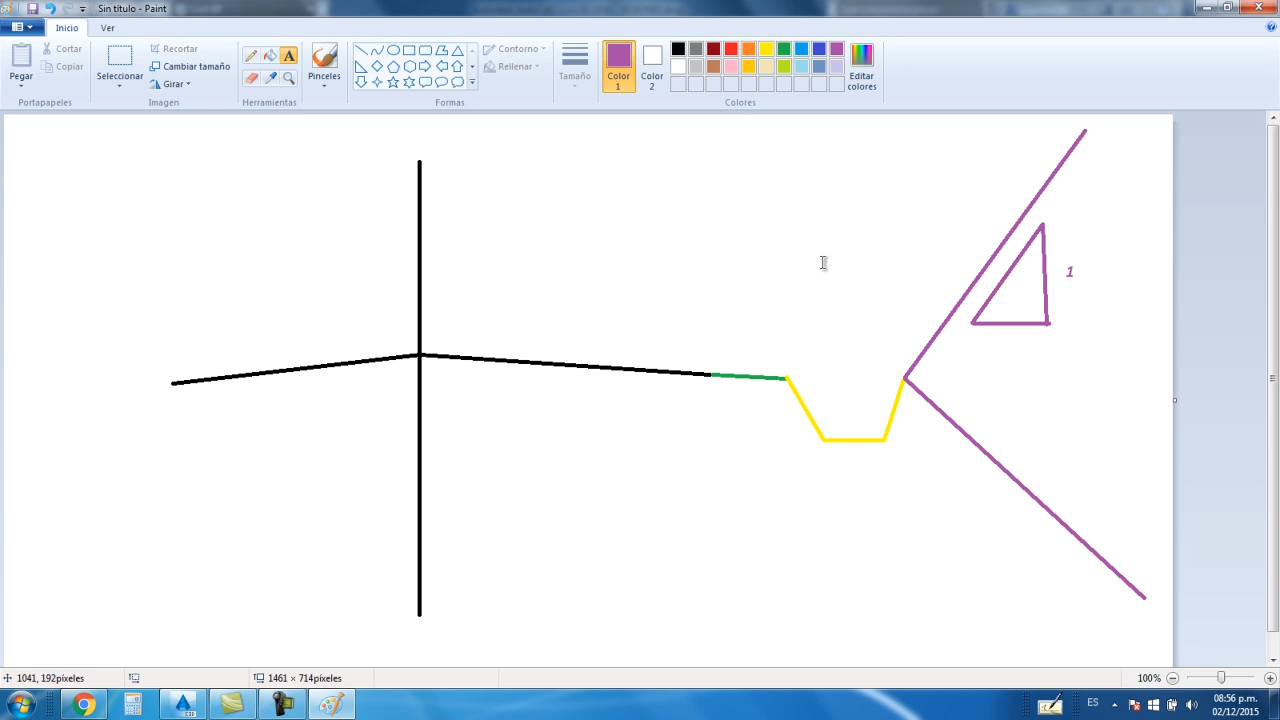 Sin titulo - Paint
Inicio
Ver
Pegar
Cortar
Copiar
Portapapeles
Seleccionar
Recortar
Cambiar tamaño
Girar
Imagen
A
Herramientas
Pinceles
Contorno
Rellenar
Formas
Tamaño
Color
1
Color
2
Editar
colores
Colores
1
1041, 192píxeles
1461 × 714píxeles
100%
ES
08:56 p.m.
02/12/2015